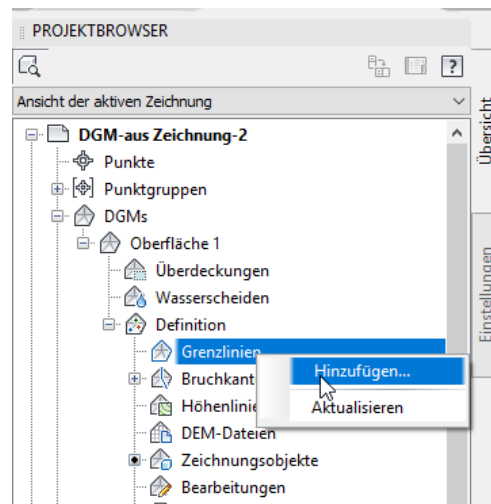 PROJEKTBROWSER
?
Ansicht der aktiven Zeichnung
DGM-aus Zeichnung-2
Punkte
Punktgruppen
DGMs
Oberfläche 1
Überdeckungen
Wasserscheiden
Definition
Grenzlinien
Hinzufügen...
Bruchkant
Höhenlinie
Aktualisieren
DEM-Dateien
Zeichnungsobjekte
Bearbeitungen
Übersicht
Einstellungen